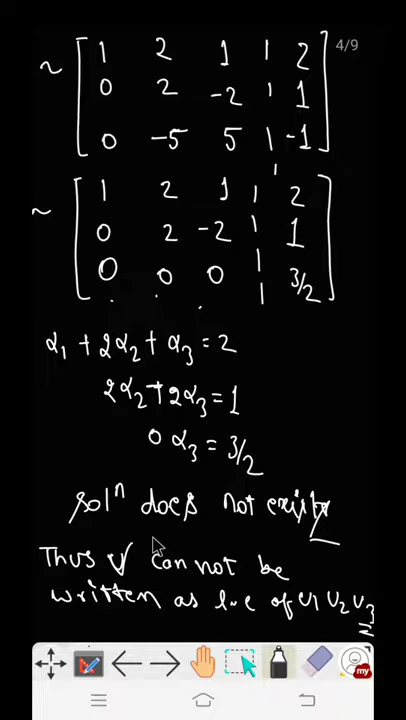 4/9
~ [ 1 2 1 | 2
0 2 -2 | 1
0 -5 5 | -1 ]
~ [ 1 2 1 | 2
0 2 -2 | 1
0 0 0 | 3/2 ]
α₁ + 2α₂ + α₃ = 2
2α₂ + 2α₃ = 1
0 α₃ = 3/2
solⁿ does not exist
Thus v cannot be
written as l.c of v₁ v₂ v₃
my